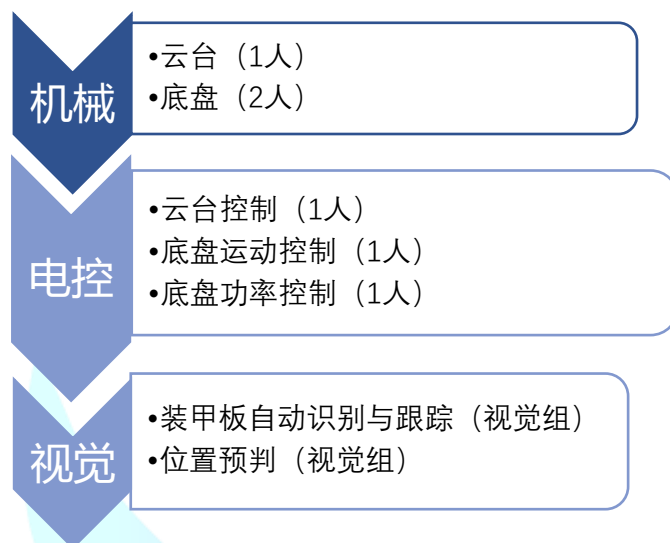 机械
•云台（1人）
•底盘（2人）
电控
•云台控制（1人）
•底盘运动控制（1人）
•底盘功率控制（1人）
视觉
•装甲板自动识别与跟踪（视觉组）
•位置预判（视觉组）